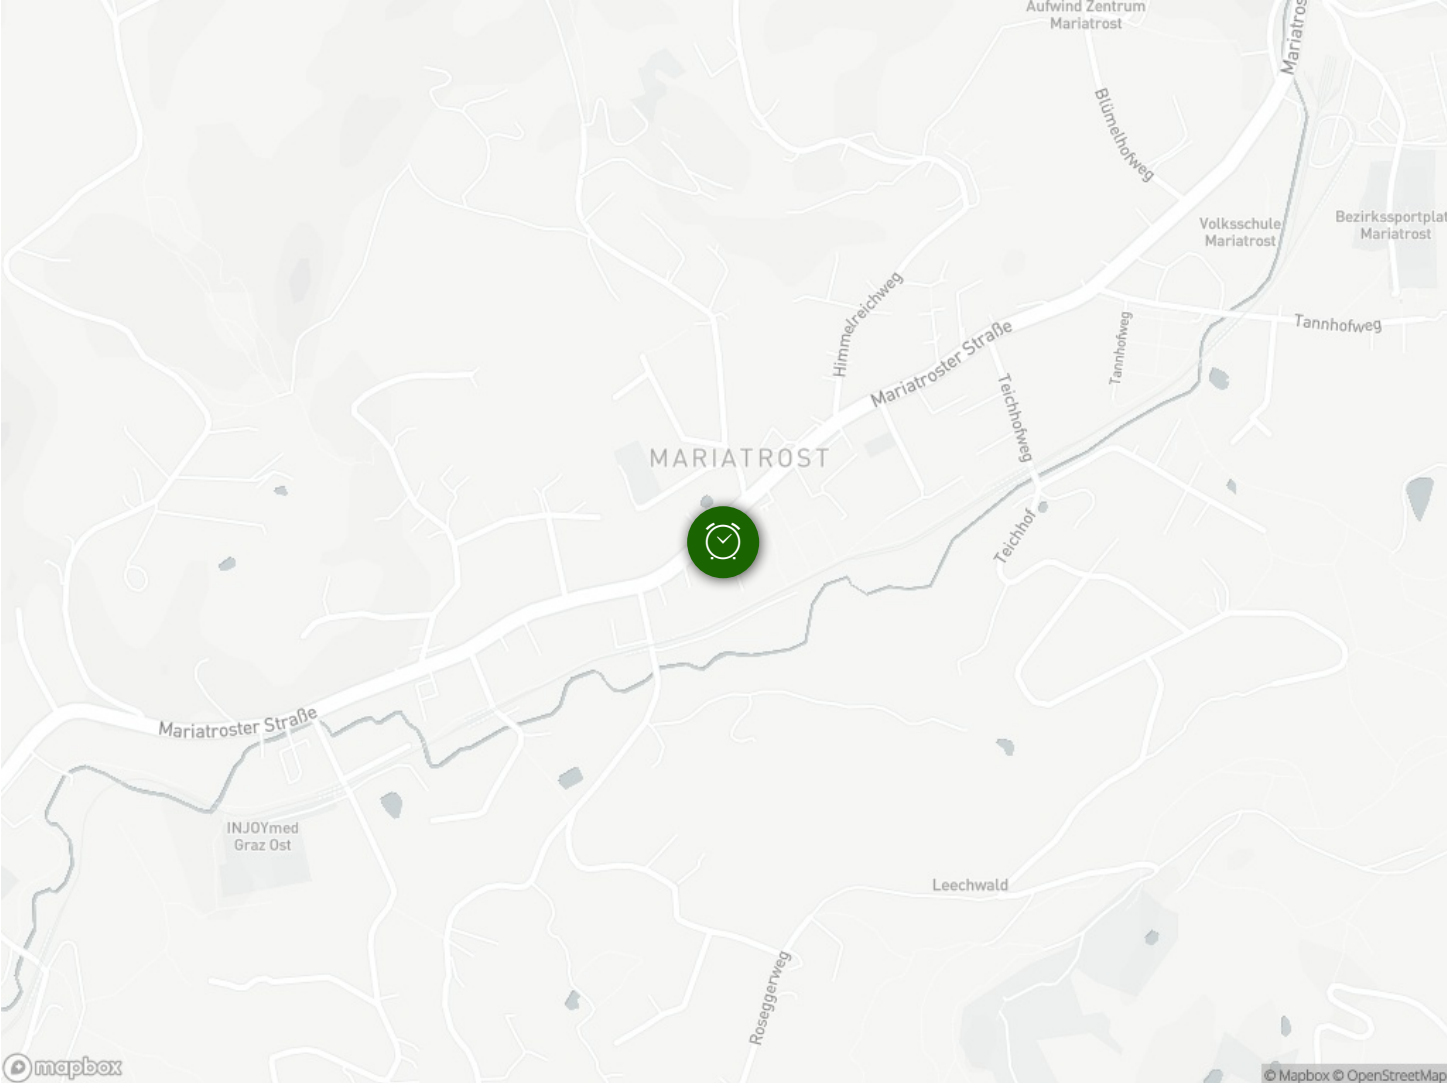 Aufwind Zentrum
Mariatrost
Mariatros
Blümelhofweg
Volksschule
Mariatrost
Bezirkssportplat
Mariatrost
Himmelreichweg
Mariatroster Straße
Tannhofweg
Tannhofweg
Teichhofweg
MARIATROST
Teichhof
Mariatroster Straße
INJOYmed
Graz Ost
Leechwald
Roseggerweg
mapbox
© Mapbox © OpenStreetMap